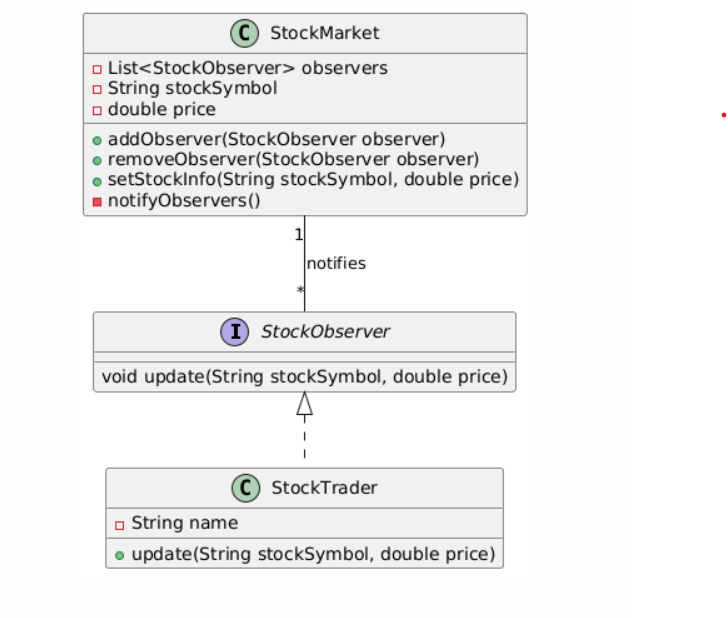 C StockMarket
List<StockObserver> observers
String stockSymbol
double price
addObserver(StockObserver observer)
removeObserver(StockObserver observer)
setStockInfo(String stockSymbol, double price)
notifyObservers()
1
notifies
*
I StockObserver
void update(String stockSymbol, double price)
C StockTrader
String name
update(String stockSymbol, double price)